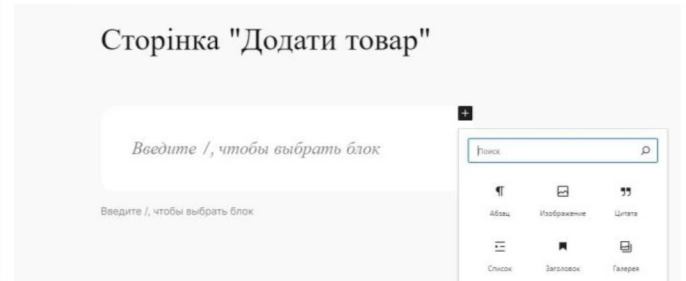 Сторінка "Додати товар"
Введите /, чтобы выбрать блок
Поиск
Абзац Изображение Цитата
Введите /, чтобы выбрать блок
Список Заголовок Галерея